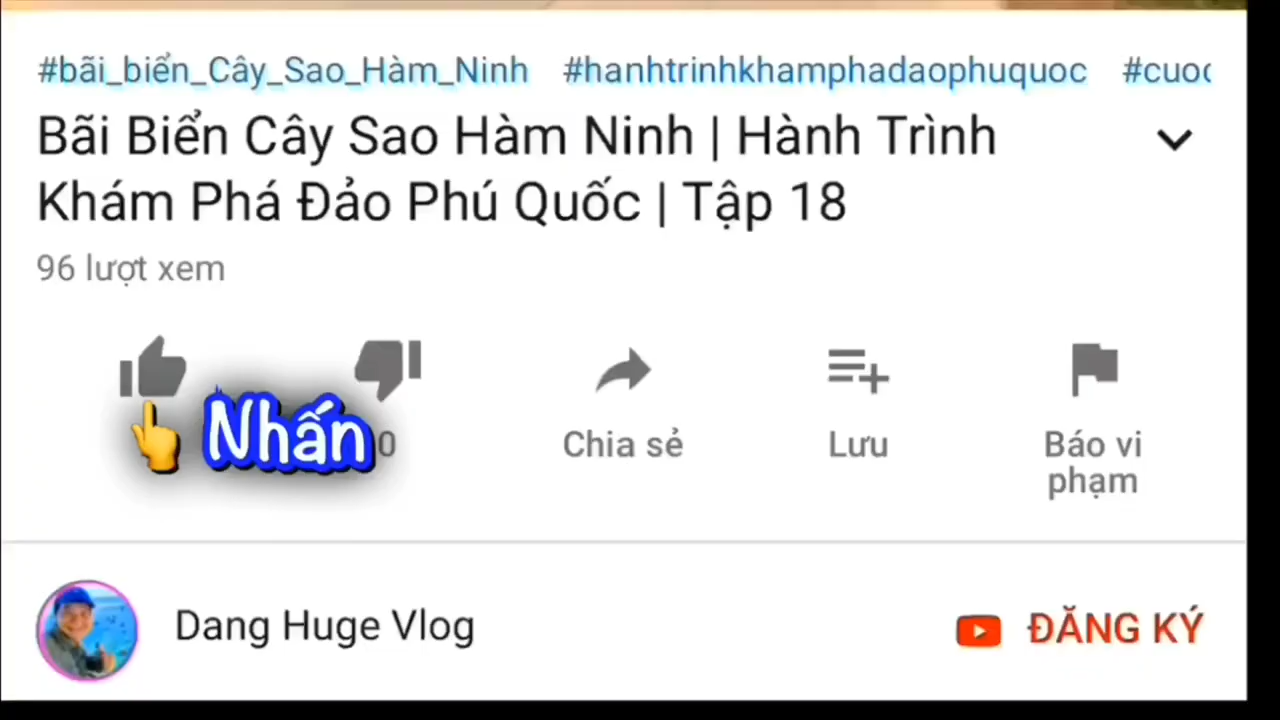 #bãi_biển_Cây_Sao_Hàm_Ninh #hanhtrinhkhamphadaophuquoc
Bãi Biển Cây Sao Hàm Ninh | Hành Trình
Khám Phá Đảo Phú Quốc | Tập 18
96 lượt xem
Nhấn 0 Chia sẻ Lưu Báo vi
phạm
Dang Huge Vlog ĐĂNG KÝ